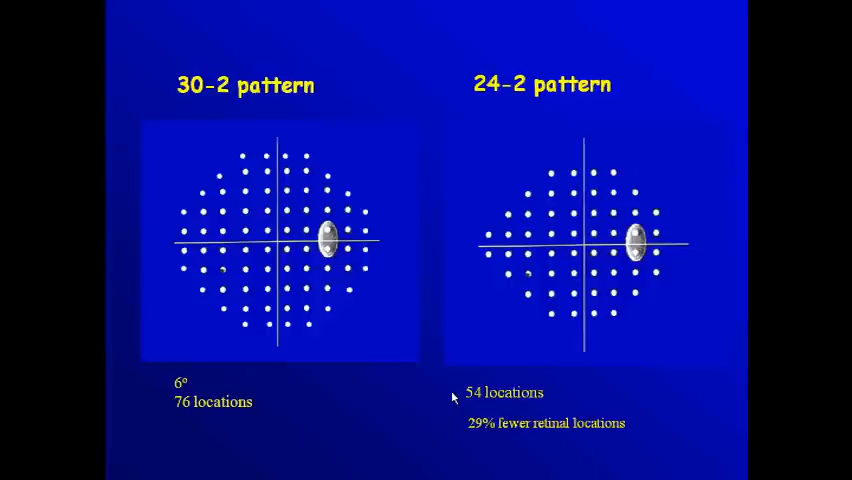 30-2 pattern
24-2 pattern
6º
76 locations
54 locations
29% fewer retinal locations